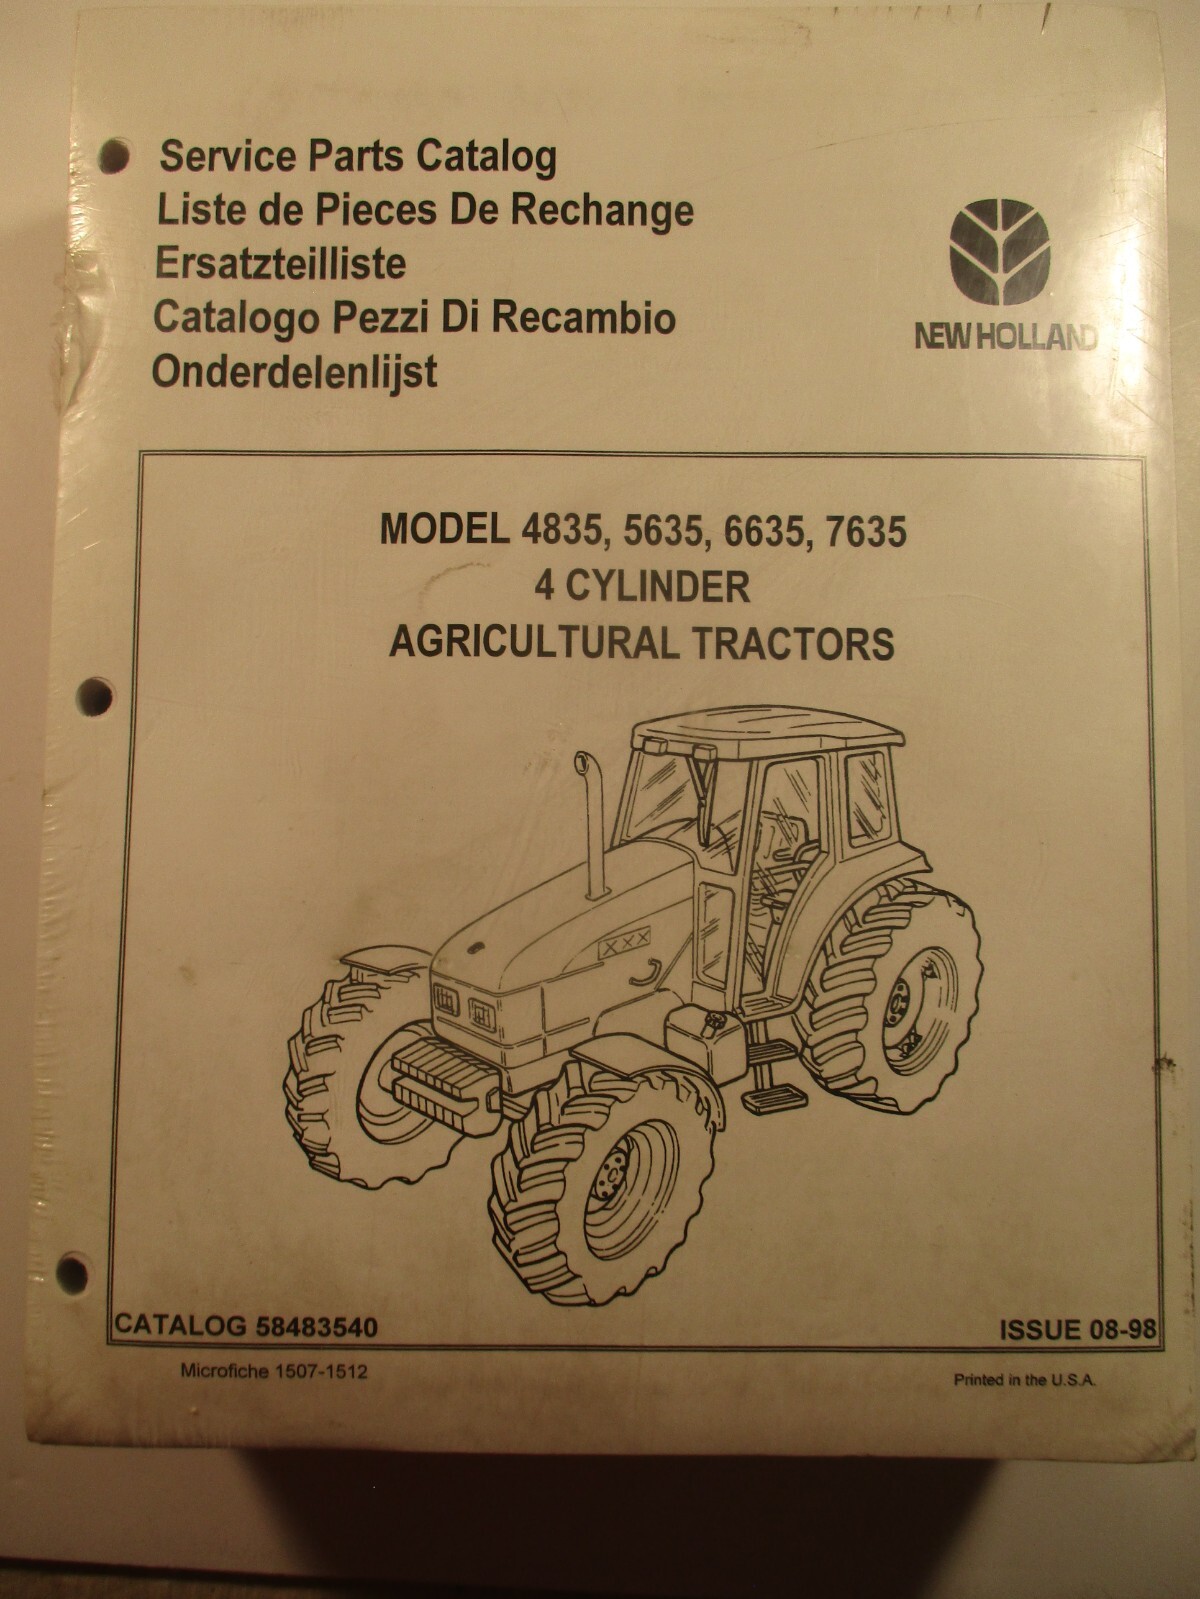 Service Parts Catalog
Liste de Pieces De Rechange
Ersatzteilliste
Catalogo Pezzi Di Recambio
Onderdelenlijst
NEW HOLLAND
MODEL 4835, 5635, 6635, 7635
4 CYLINDER
AGRICULTURAL TRACTORS
XXX
CATALOG 58483540
ISSUE 08-98
Microfiche 1507-1512
Printed in the U.S.A.